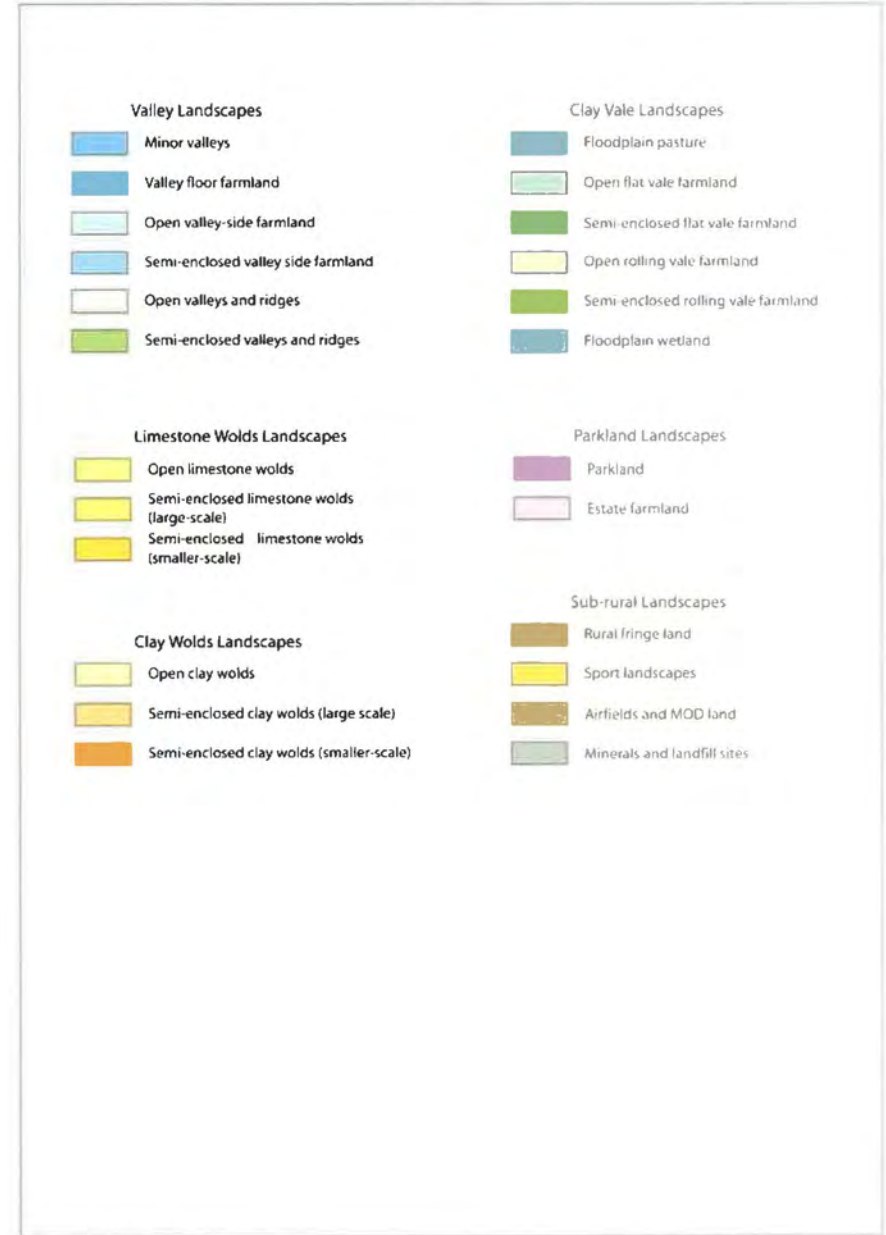 Valley Landscapes
Minor valleys
Valley floor farmland
Open valley-side farmland
Semi-enclosed valley side farmland
Open valleys and ridges
Semi-enclosed valleys and ridges
Limestone Wolds Landscapes
Open limestone wolds
Semi-enclosed limestone wolds
(large-scale)
Semi-enclosed limestone wolds
(smaller-scale)
Clay Wolds Landscapes
Open clay wolds
Semi-enclosed clay wolds (large scale)
Semi-enclosed clay wolds (smaller-scale)
Clay Vale Landscapes
Floodplain pasture
Open flat vale farmland
Semi-enclosed flat vale farmland
Open rolling vale farmland
Semi-enclosed rolling vale farmland
Floodplain wetland
Parkland Landscapes
Parkland
Estate farmland
Sub-rural Landscapes
Rural fringe land
Sport landscapes
Airfields and MOD land
Minerals and landfill sites